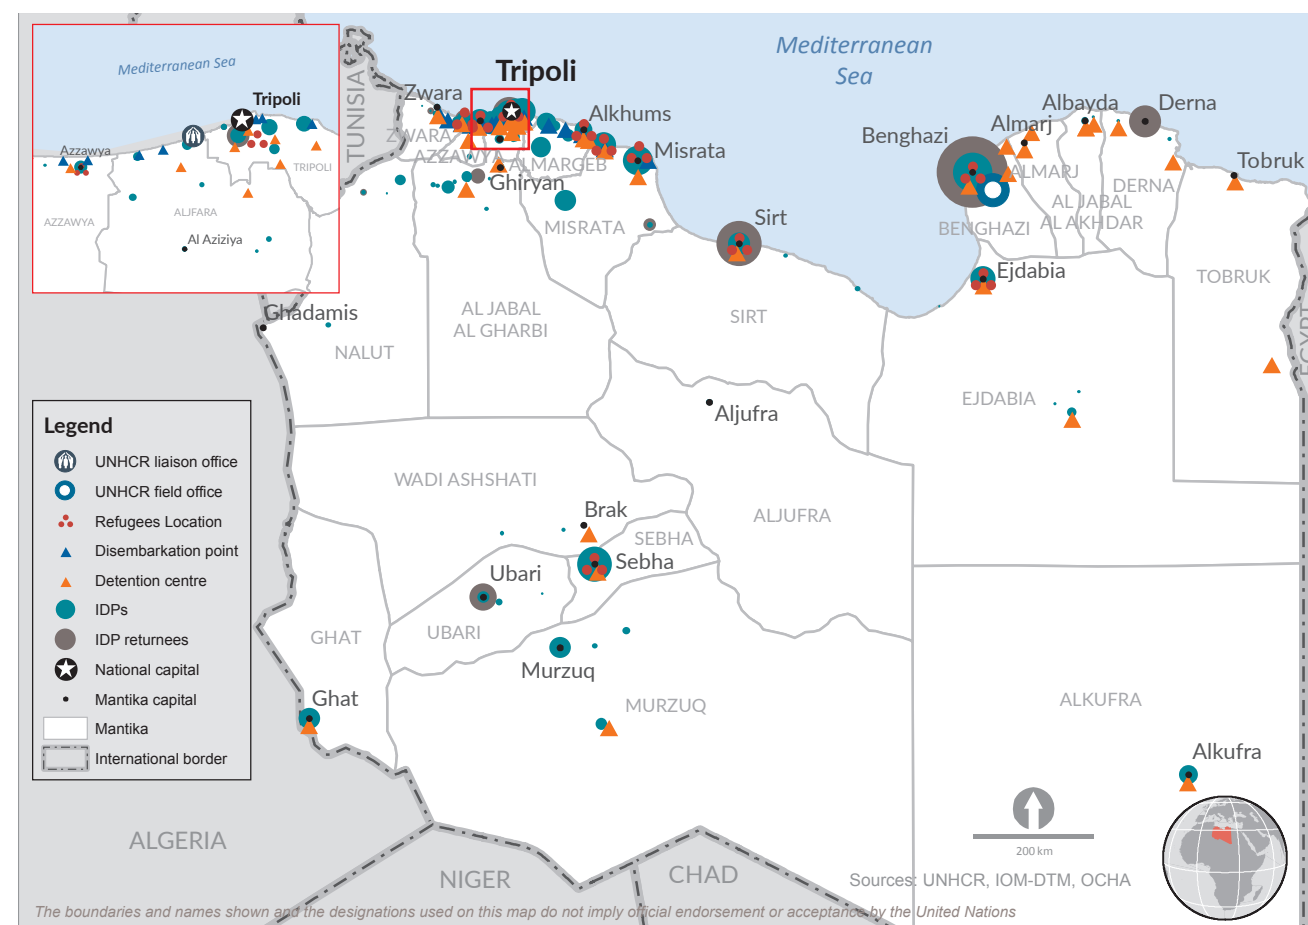 Mediterranean Sea
Tripoli
Azzawya
TRIPOLI
AZZAWYA
ALJFARA
Al Aziziya
TUNISIA
Mediterranean
Sea
Tripoli
Zwara
ZWARA
AZZAWYA
Alkhums
ALMARGEB
Misrata
Ghiryan
MISRATA
Benghazi
Almarj
Albayda
Derna
Tobruk
ALMARJ
DERNA
AL JABAL
AL AKHDAR
BENGHAZI
Sirt
Ejdabia
TOBRUK
EGYPT
Ghadamis
NALUT
AL JABAL
AL GHARBI
SIRT
EJDABIA
Aljufra
WADI ASHSHATI
Brak
SEBHA
ALJUFRA
Sebha
Ubari
UBARI
GHAT
Murzuq
MURZUQ
Ghat
ALKUFRA
Alkufra
Legend
UNHCR liaison office
UNHCR field office
Refugees Location
Disembarkation point
Detention centre
IDPs
IDP returnees
National capital
Mantika capital
Mantika
International border
ALGERIA
NIGER
CHAD
200 km
Sources: UNHCR, IOM-DTM, OCHA
The boundaries and names shown and the designations used on this map do not imply official endorsement or acceptance by the United Nations